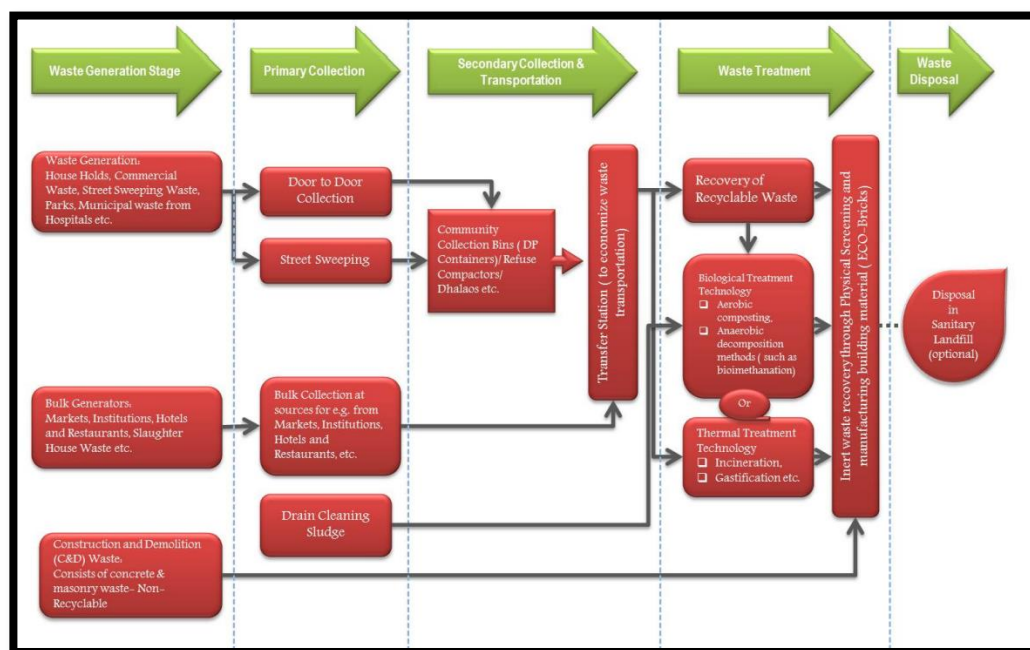 Waste Generation Stage
Primary Collection
Secondary Collection &
Transportation
Waste Treatment
Waste
Disposal
Waste Generation:
House Holds, Commercial
Waste, Street Sweeping Waste,
Parks, Municipal waste from
Hospitals etc.
Door to Door
Collection
Street Sweeping
Community
Collection Bins ( DP
Containers)/ Refuse
Compactors/
Dhalaos etc.
Transfer Station ( to economize waste
transportation)
Recovery of
Recyclable Waste
Biological Treatment
Technology
Aerobic
composting,
Anaerobic
decomposition
methods ( such as
bioimethanation)
Or
Thermal Treatment
Technology
Incineration,
Gastification etc.
Inert waste recovery through Physical Screening and
manufacturing building material ( ECO-Bricks)
Disposal
in
Sanitary
Landfill
(optional)
Bulk Generators:
Markets, Institutions, Hotels
and Restaurants, Slaughter
House Waste etc.
Bulk Collection at
sources for e.g. from
Markets, Institutions,
Hotels and
Restaurants, etc.
Drain Cleaning
Sludge
Construction and Demolition
(C&D) Waste:
Consists of concrete &
masonry waste- Non-
Recyclable